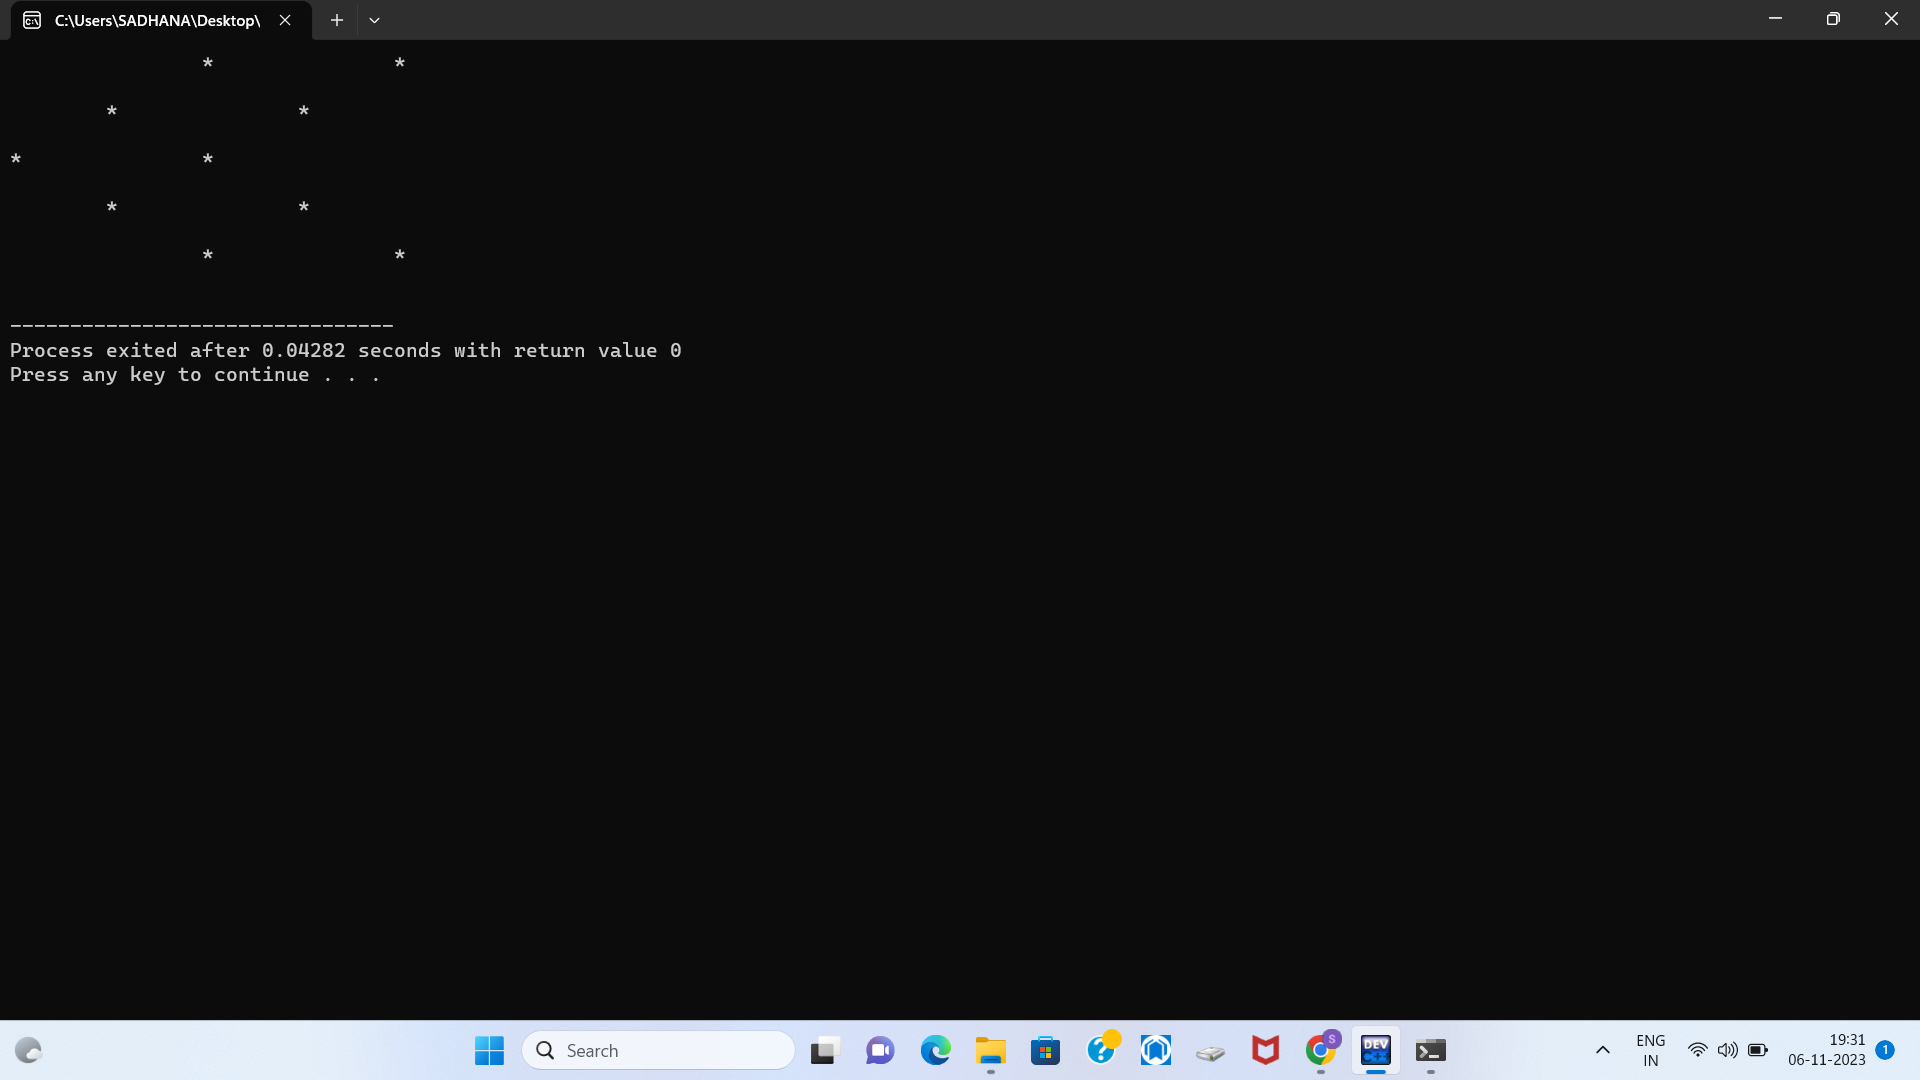 C:\Users\SADHANA\Desktop\
                *               *
        *               *
*               *
        *               *
                *               *
--------------------------------
Process exited after 0.04282 seconds with return value 0
Press any key to continue . . .
Search
S
DEV
C++
ENG
IN
19:31
06-11-2023
1